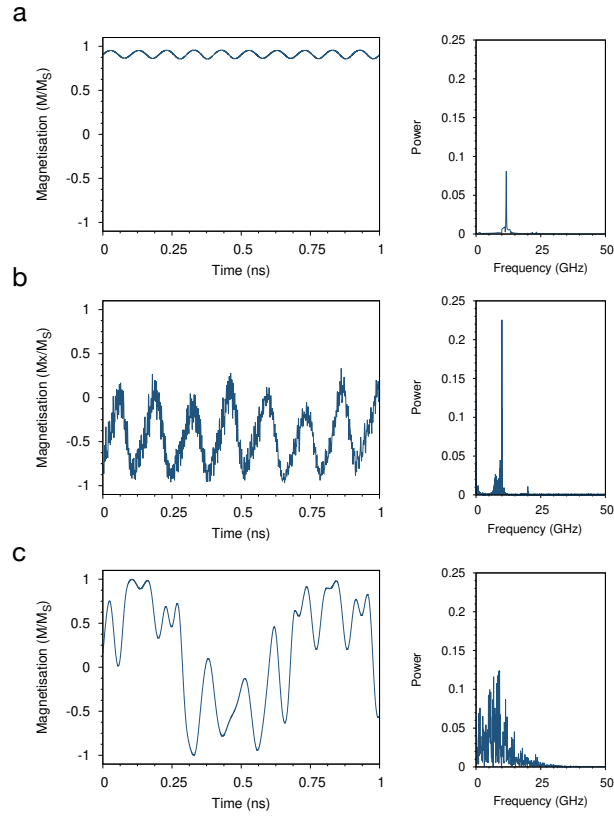 a
Magnetisation (M/MS)
1
0.5
0
-0.5
-1
0 0.25 0.5 0.75 1
Time (ns)
Power
0.25
0.2
0.15
0.1
0.05
0
0 25 50
Frequency (GHz)
b
Magnetisation (Mx/MS)
1
0.5
0
-0.5
-1
0 0.25 0.5 0.75 1
Time (ns)
Power
0.25
0.2
0.15
0.1
0.05
0
0 25 50
Frequency (GHz)
c
Magnetisation (M/MS)
1
0.5
0
-0.5
-1
0 0.25 0.5 0.75 1
Time (ns)
Power
0.25
0.2
0.15
0.1
0.05
0
0 25 50
Frequency (GHz)